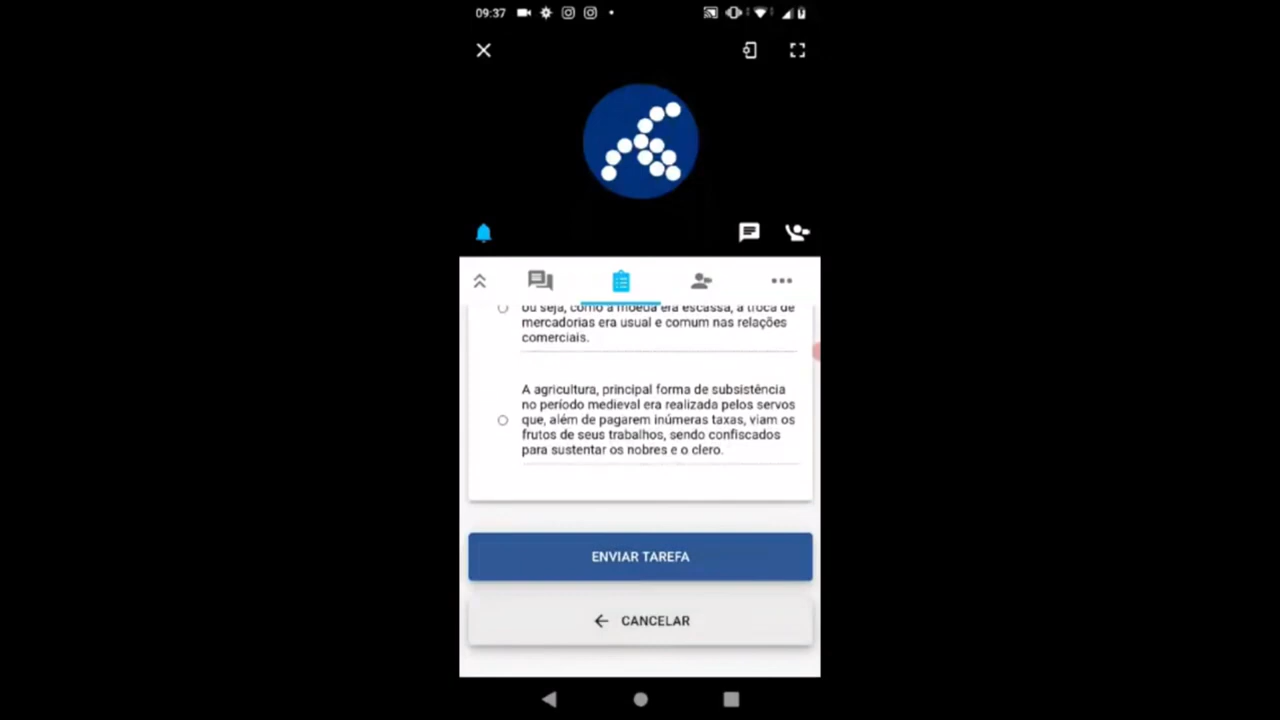 09:37
ou seja, como a moeda era escassa, a troca de
mercadorias era usual e comum nas relações
comerciais.
A agricultura, principal forma de subsistência
no período medieval era realizada pelos servos
que, além de pagarem inúmeras taxas, viam os
frutos de seus trabalhos, sendo confiscados
para sustentar os nobres e o clero.
ENVIAR TAREFA
CANCELAR